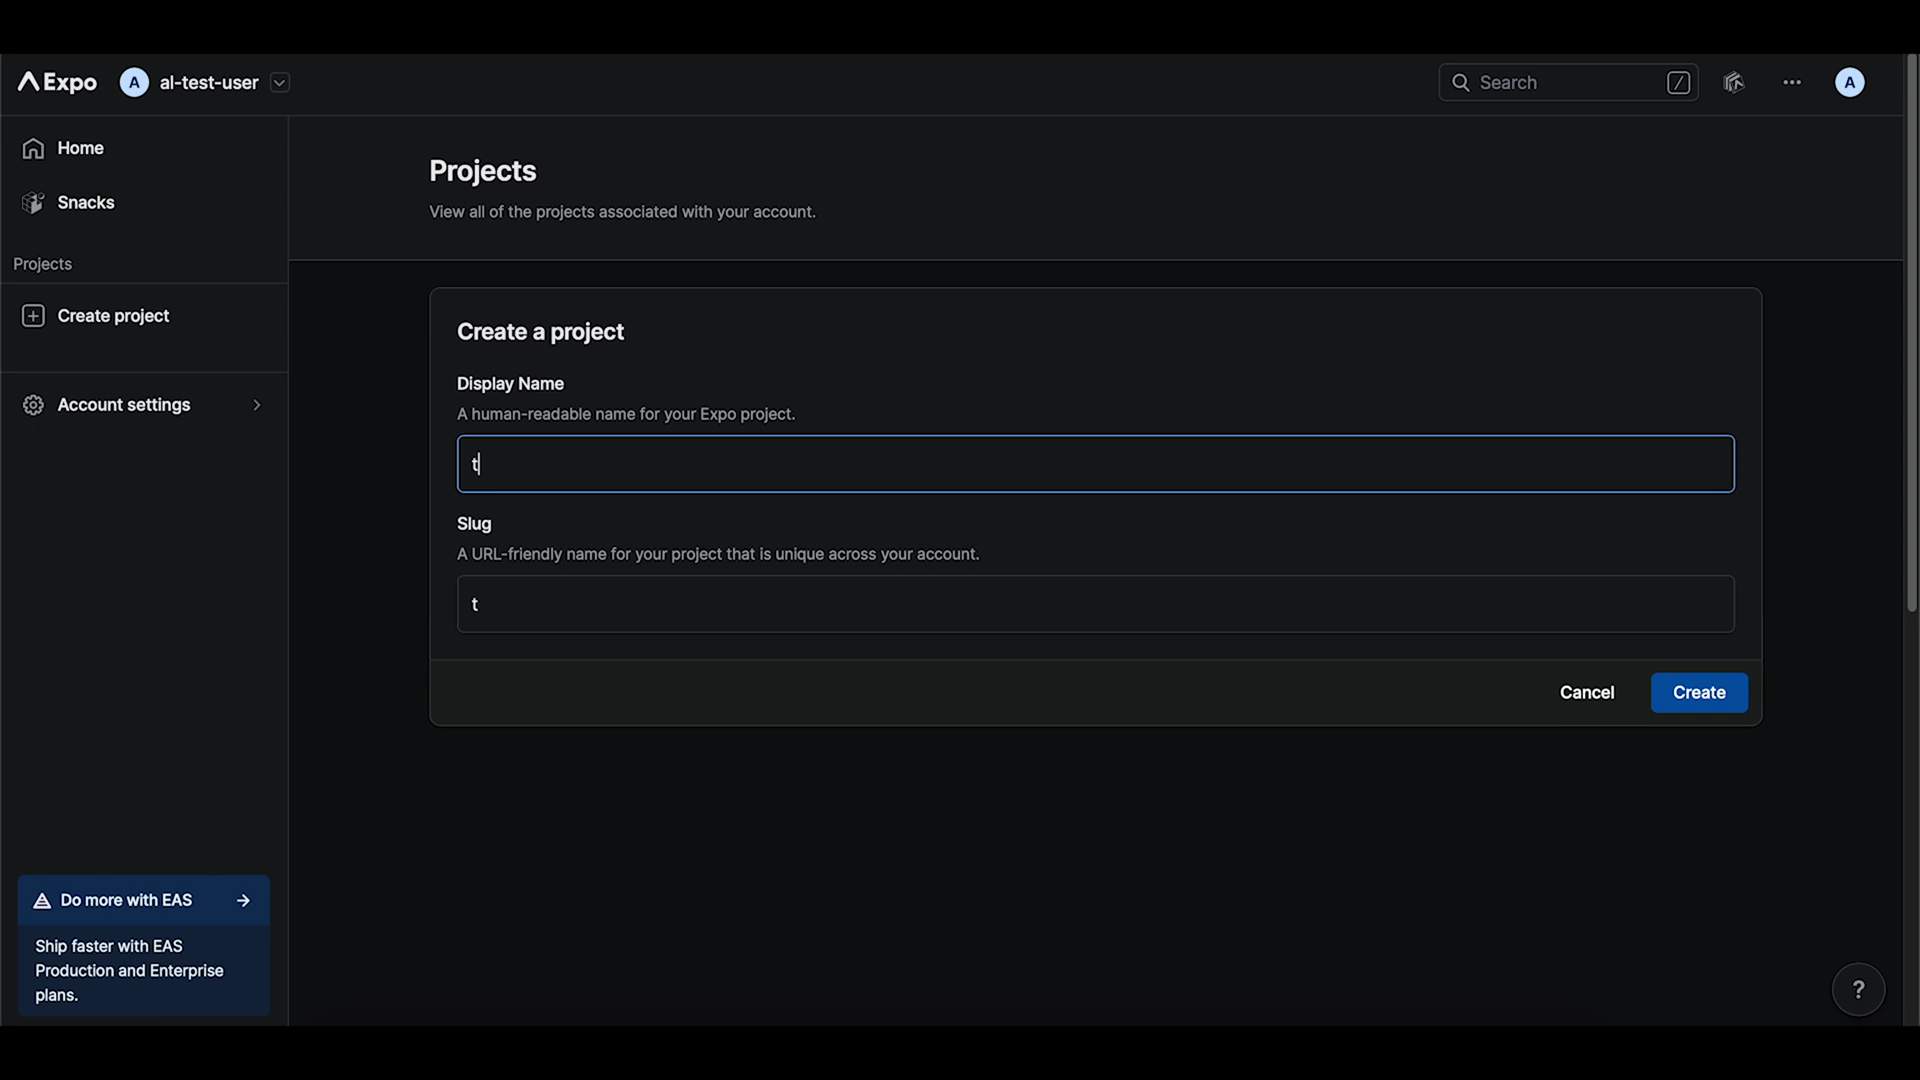 Expo
A
al-test-user
Search
/
A
Home
Snacks
Projects
Create project
Account settings
Projects
View all of the projects associated with your account.
Create a project
Display Name
A human-readable name for your Expo project.
t
Slug
A URL-friendly name for your project that is unique across your account.
t
Cancel
Create
Do more with EAS
Ship faster with EAS
Production and Enterprise
plans.
?